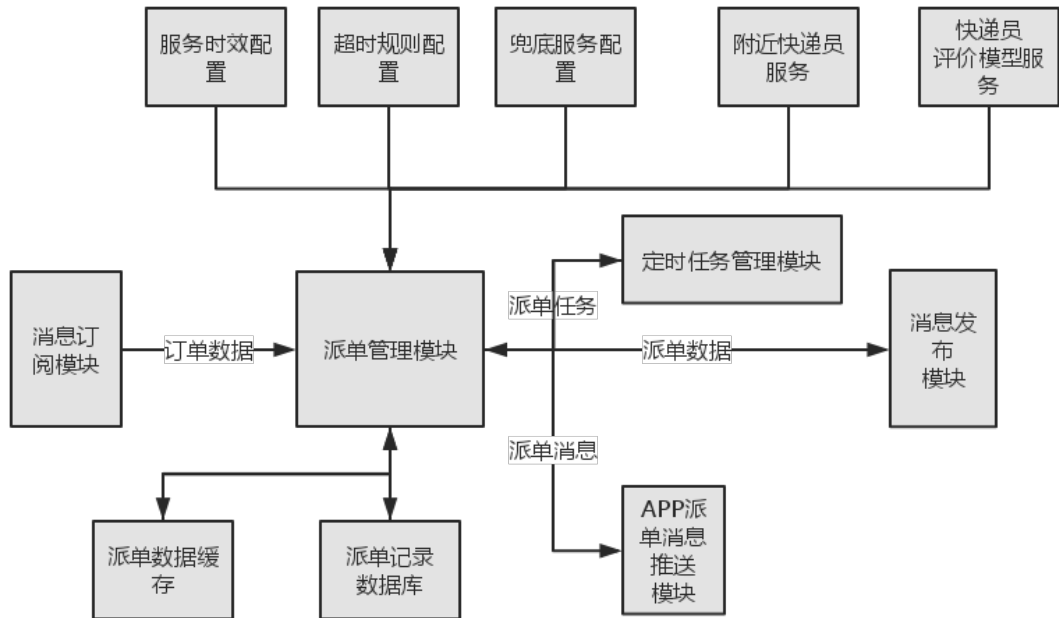 服务时效配
置
超时规则配
置
兜底服务配
置
附近快递员
服务
快递员
评价模型服
务
定时任务管理模块
派单任务
消息订
阅模块
订单数据
派单管理模块
派单数据
消息发
布
模块
派单消息
派单数据缓
存
派单记录
数据库
APP派
单消息
推送
模块